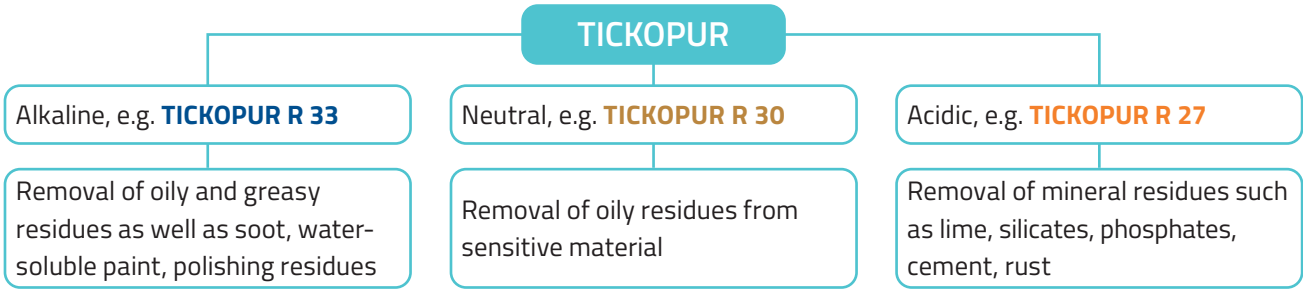 TICKOPUR
Alkaline, e.g. TICKOPUR R 33
Removal of oily and greasy
residues as well as soot, water-
soluble paint, polishing residues
Neutral, e.g. TICKOPUR R 30
Removal of oily residues from
sensitive material
Acidic, e.g. TICKOPUR R 27
Removal of mineral residues such
as lime, silicates, phosphates,
cement, rust